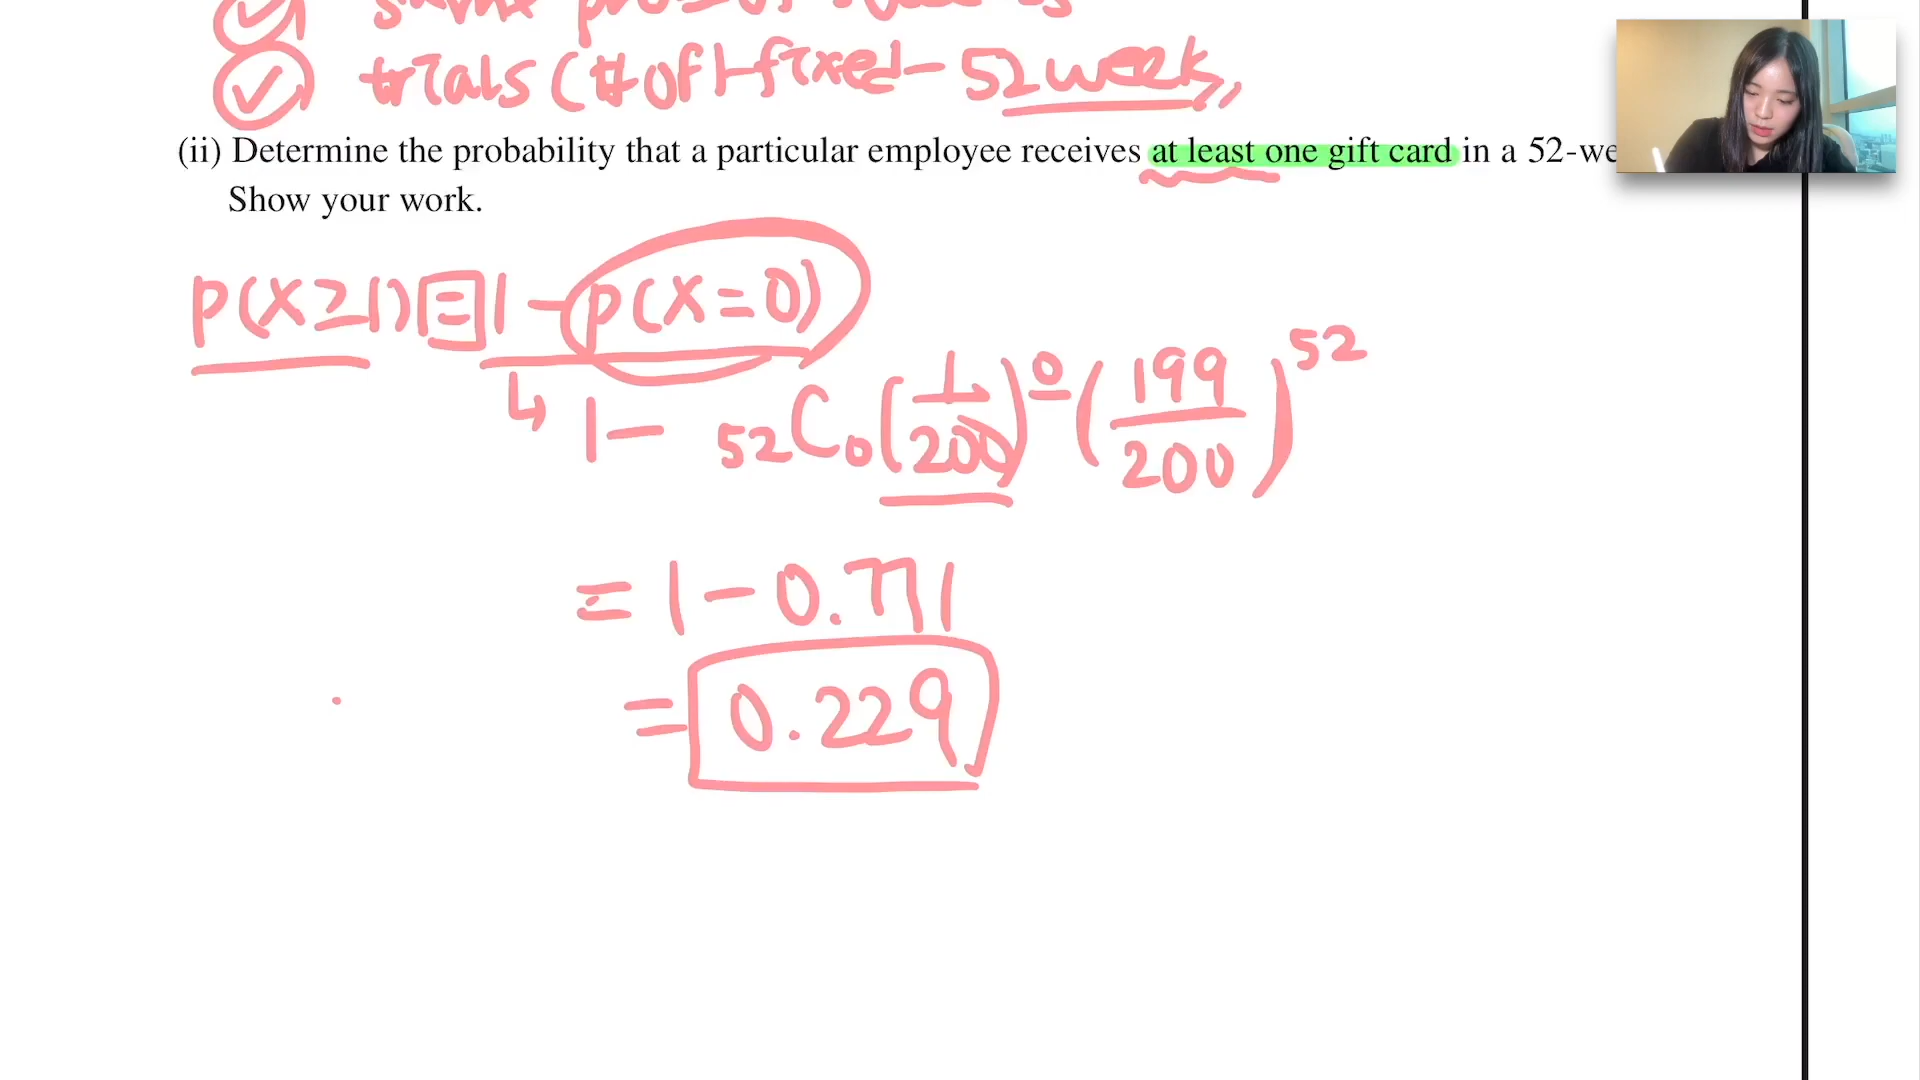 trials (# of) - fixed - 52 week
(ii) Determine the probability that a particular employee receives at least one gift card in a 52-we
Show your work.
P(X≥1) = 1 - P(X=0)
↳ 1 - 52C0 (1/200)^0 (199/200)^52
= 1 - 0.771
= 0.229